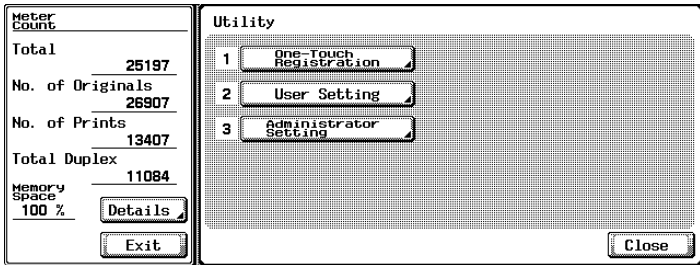 Meter
Count
Total
25197
No. of Originals
26907
No. of Prints
13407
Total Duplex
11084
Memory
Space
100 %
Details
Exit
Utility
1 One-Touch
Registration
2 User Setting
3 Administrator
Setting
Close